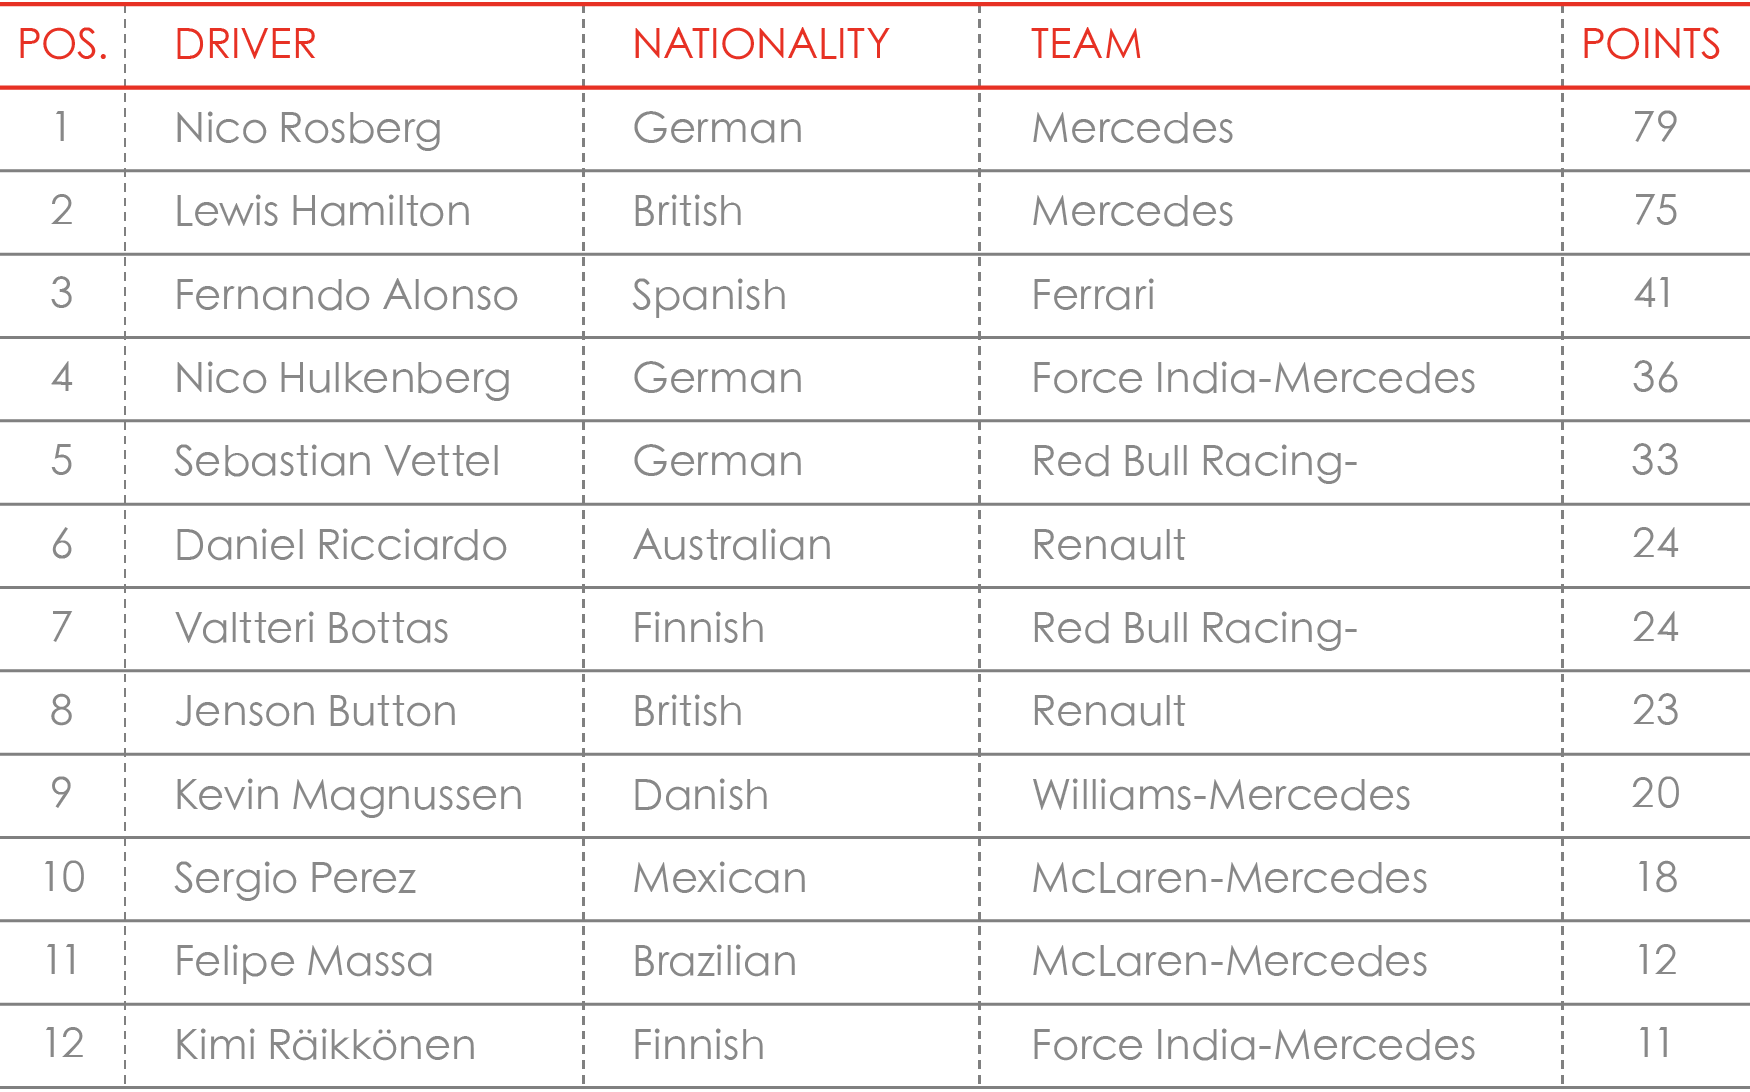 POS. DRIVER NATIONALITY TEAM POINTS
1 Nico Rosberg German Mercedes 79
2 Lewis Hamilton British Mercedes 75
3 Fernando Alonso Spanish Ferrari 41
4 Nico Hulkenberg German Force India-Mercedes 36
5 Sebastian Vettel German Red Bull Racing- 33
6 Daniel Ricciardo Australian Renault 24
7 Valtteri Bottas Finnish Red Bull Racing- 24
8 Jenson Button British Renault 23
9 Kevin Magnussen Danish Williams-Mercedes 20
10 Sergio Perez Mexican McLaren-Mercedes 18
11 Felipe Massa Brazilian McLaren-Mercedes 12
12 Kimi Räikkönen Finnish Force India-Mercedes 11